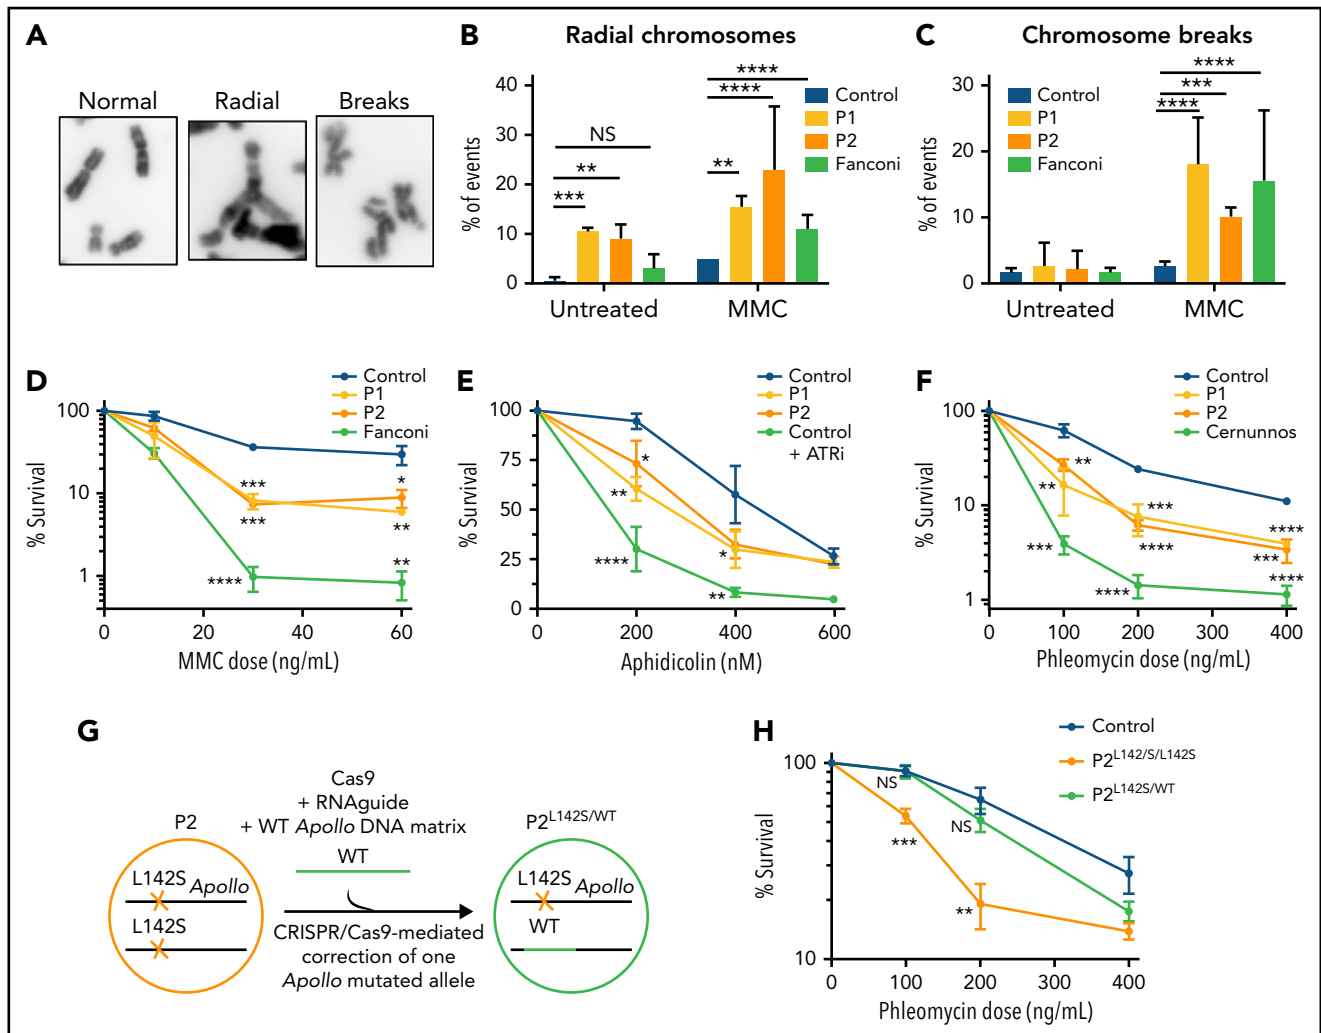 A
Normal
Radial
Breaks
B
Radial chromosomes
% of events
40
30
20
10
0
NS
**
***
****
****
**
Control
P1
P2
Fanconi
Untreated
MMC
C
Chromosome breaks
% of events
30
20
10
0
****
***
****
Control
P1
P2
Fanconi
Untreated
MMC
D
Control
P1
P2
Fanconi
% Survival
100
10
1
***
***
****
*
**
**
0
20
40
60
MMC dose (ng/mL)
E
Control
P1
P2
Control
+ ATRi
% Survival
100
75
50
25
0
*
**
****
*
**
0
200
400
600
Aphidicolin (nM)
F
Control
P1
P2
Cernunnos
% Survival
100
10
1
**
**
***
***
****
****
****
***
****
0
100
200
300
400
Phleomycin dose (ng/mL)
G
P2
L142S
Apollo
L142S
Cas9
+ RNAguide
+ WT Apollo DNA matrix
WT
CRISPR/Cas9-mediated
correction of one
Apollo mutated allele
P2L142S/WT
L142S
Apollo
WT
H
Control
P2L142/S/L142S
P2L142S/WT
% Survival
100
10
NS
***
NS
**
0
100
200
300
400
Phleomycin dose (ng/mL)